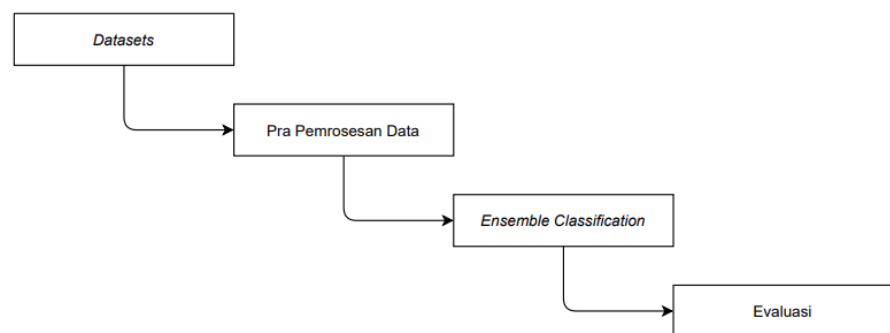 Datasets
Pra Pemrosesan Data
Ensemble Classification
Evaluasi